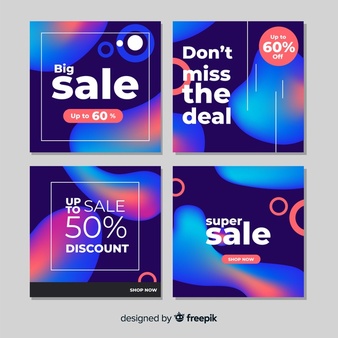 Big
sale
Up to 60 %
Don't
miss
the
deal
Up to
60%
Off
UP TO SALE
50%
DISCOUNT
SHOP NOW
super
sale
SHOP NOW
designed by freepik